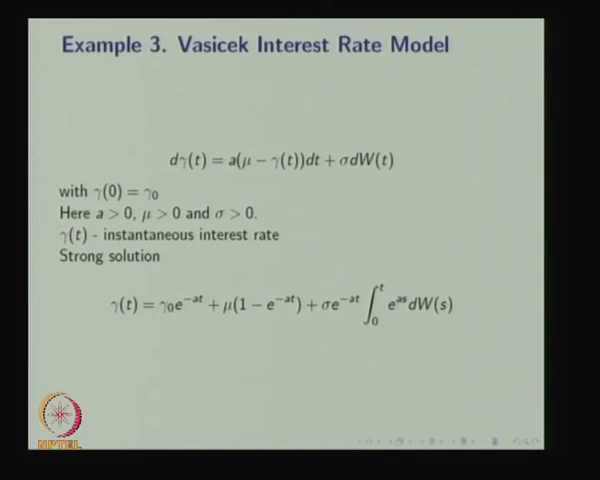 Example 3. Vasicek Interest Rate Model
dγ(t) = a(μ − γ(t))dt + σdW(t)
with γ(0) = γ₀
Here a > 0, μ > 0 and σ > 0.
γ(t) - instantaneous interest rate
Strong solution
γ(t) = γ₀e^{−at} + μ(1 − e^{−at}) + σe^{−at} ∫₀ᵗ e^{as}dW(s)
NPTEL